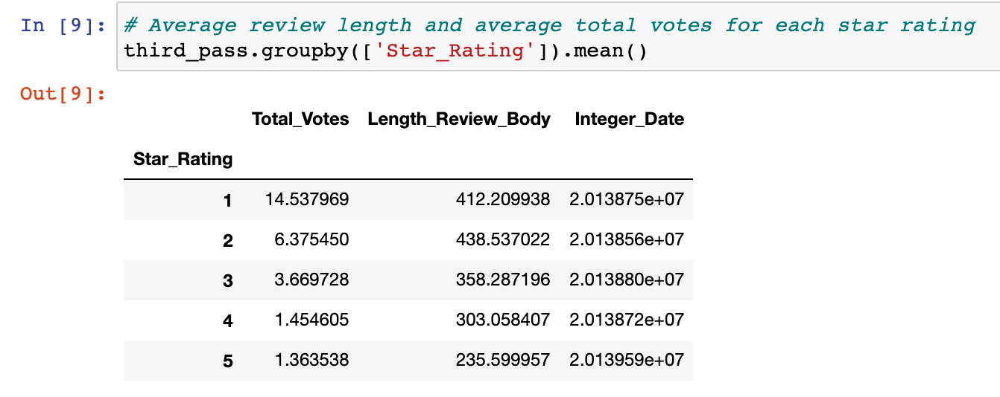 In [9]: # Average review length and average total votes for each star rating
third_pass.groupby(['Star_Rating']).mean()
Out[9]:
Total_Votes Length_Review_Body Integer_Date
Star_Rating
1 14.537969 412.209938 2.013875e+07
2 6.375450 438.537022 2.013856e+07
3 3.669728 358.287196 2.013880e+07
4 1.454605 303.058407 2.013872e+07
5 1.363538 235.599957 2.013959e+07